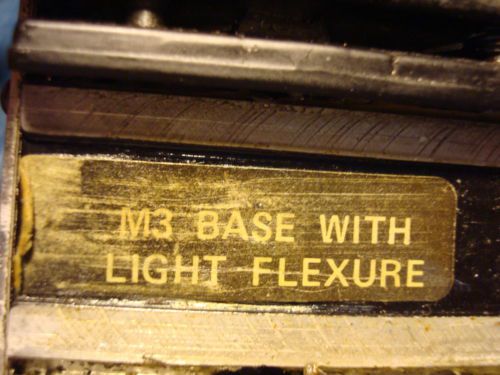 M3 BASE WITH
LIGHT FLEXURE